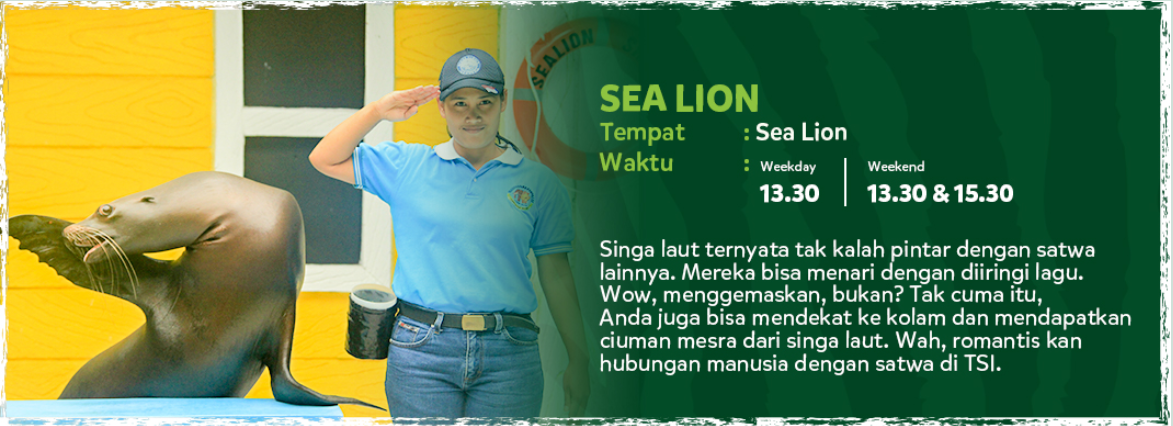 SEALION
SEA LION
Tempat : Sea Lion
Waktu : Weekday Weekend
13.30 13.30 & 15.30
Singa laut ternyata tak kalah pintar dengan satwa
lainnya. Mereka bisa menari dengan diiringi lagu.
Wow, menggemaskan, bukan? Tak cuma itu,
Anda juga bisa mendekat ke kolam dan mendapatkan
ciuman mesra dari singa laut. Wah, romantis kan
hubungan manusia dengan satwa di TSI.